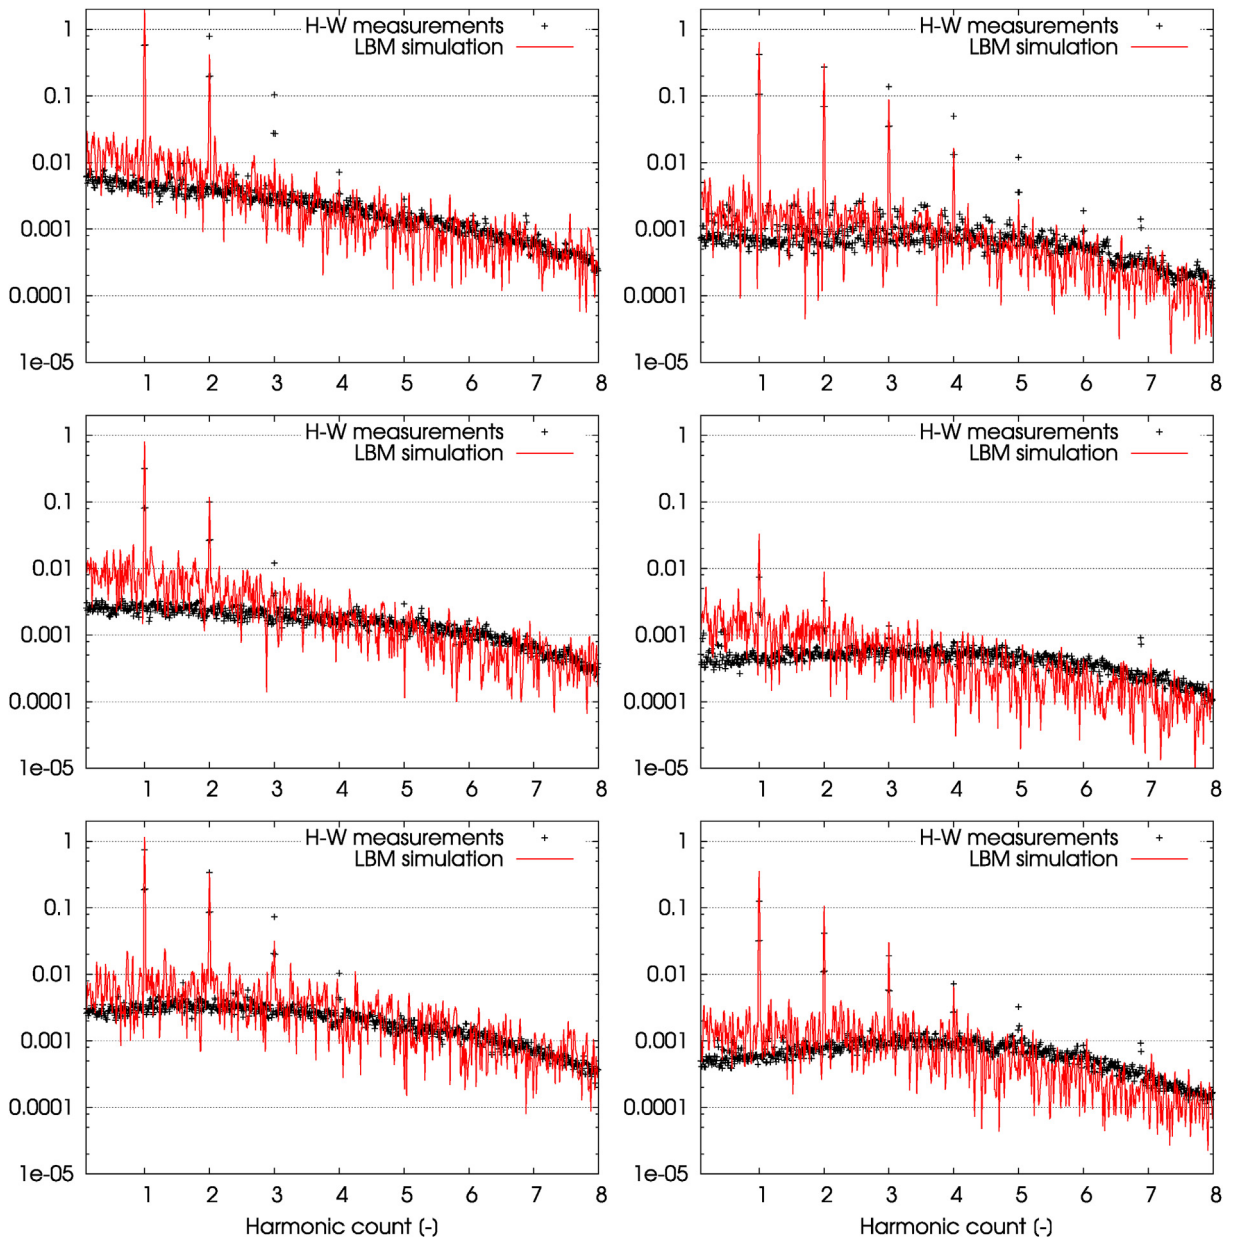 1
H-W measurements
LBM simulation
0.1
0.01
0.001
0.0001
1e-05
1 2 3 4 5 6 7 8
1
H-W measurements
LBM simulation
0.1
0.01
0.001
0.0001
1e-05
1 2 3 4 5 6 7 8
1
H-W measurements
LBM simulation
0.1
0.01
0.001
0.0001
1e-05
1 2 3 4 5 6 7 8
1
H-W measurements
LBM simulation
0.1
0.01
0.001
0.0001
1e-05
1 2 3 4 5 6 7 8
1
H-W measurements
LBM simulation
0.1
0.01
0.001
0.0001
1e-05
1 2 3 4 5 6 7 8
Harmonic count (-)
1
H-W measurements
LBM simulation
0.1
0.01
0.001
0.0001
1e-05
1 2 3 4 5 6 7 8
Harmonic count (-)